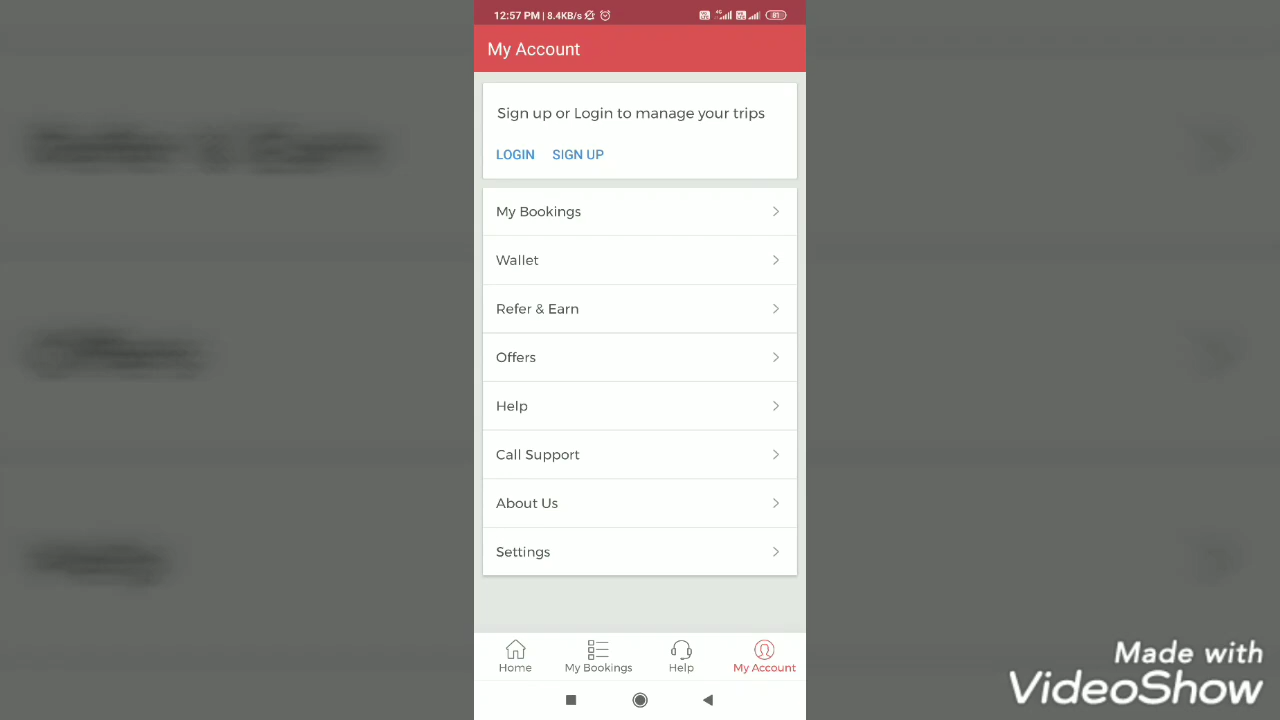 12:57 PM | 8.4KB/s
My Account
Sign up or Login to manage your trips
LOGIN SIGN UP
My Bookings
Wallet
Refer & Earn
Offers
Help
Call Support
About Us
Settings
Home My Bookings Help My Account
Made with
VideoShow